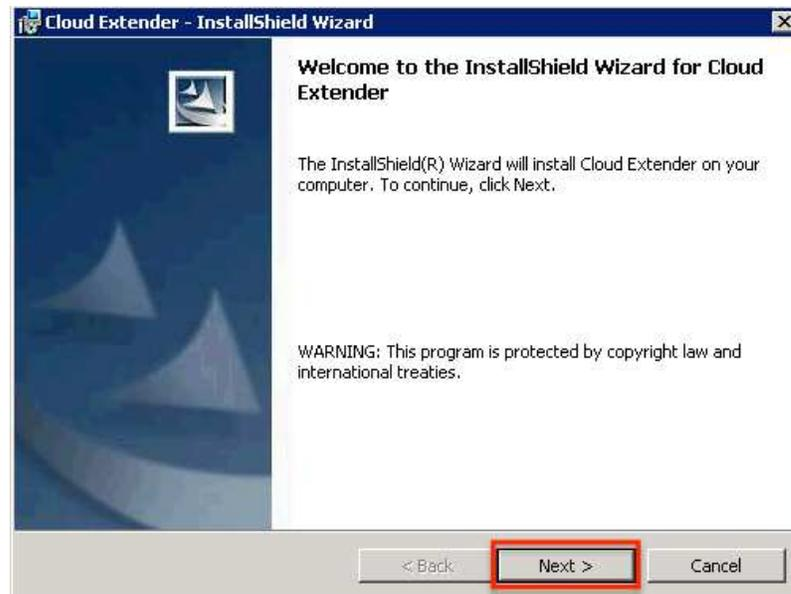 Cloud Extender - InstallShield Wizard
Welcome to the InstallShield Wizard for Cloud
Extender
The InstallShield(R) Wizard will install Cloud Extender on your
computer. To continue, click Next.
WARNING: This program is protected by copyright law and
international treaties.
< Back
Next >
Cancel